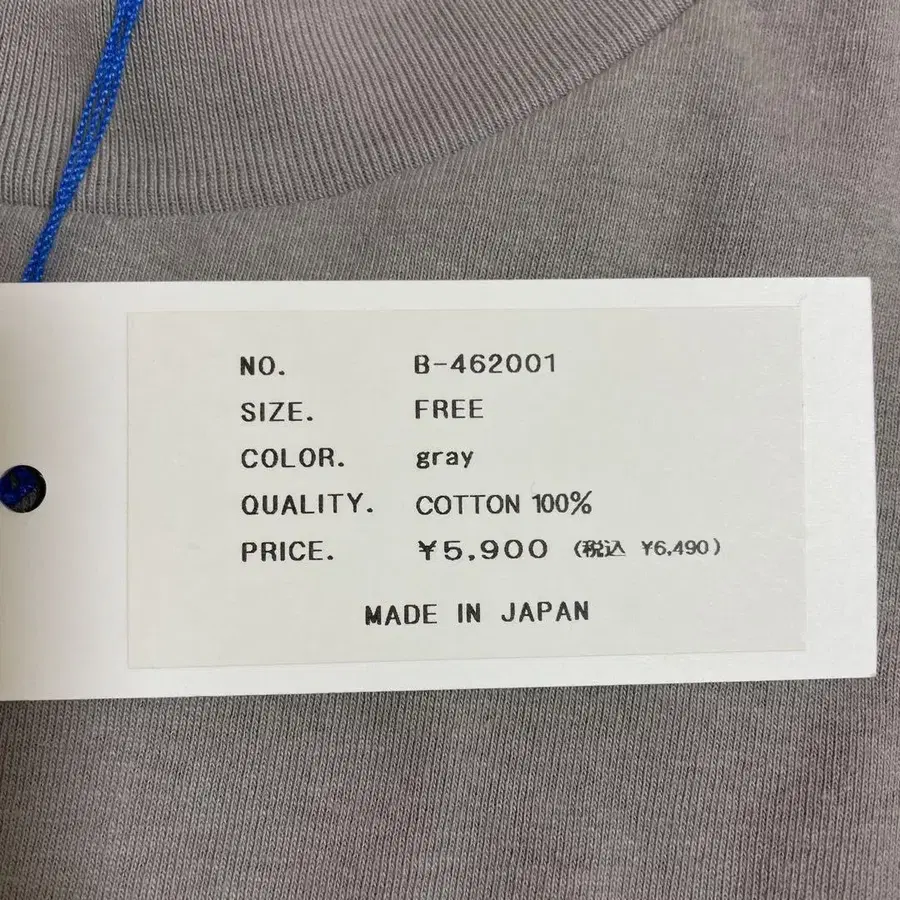 NO. B-462001
SIZE. FREE
COLOR. gray
QUALITY. COTTON 100%
PRICE. ¥5,900 (税込 ¥6,490)
MADE IN JAPAN